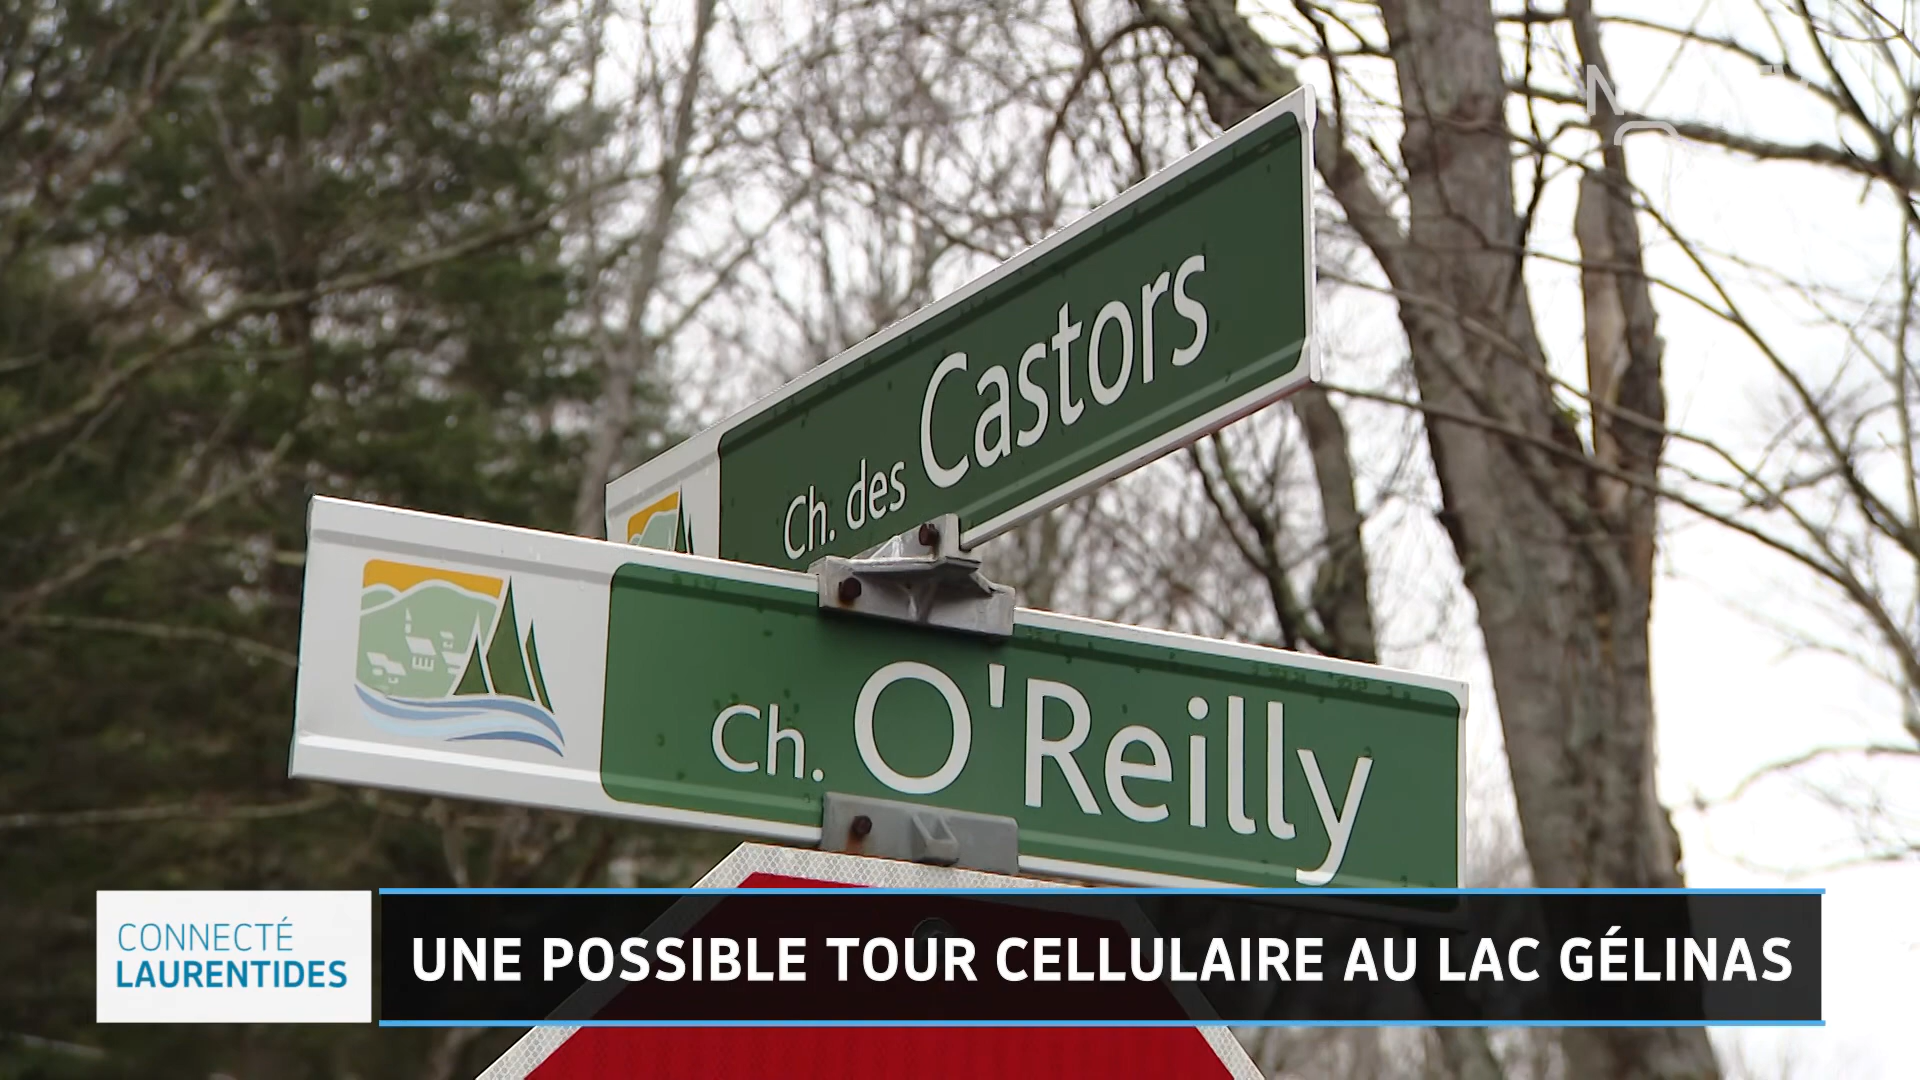 Ch. des Castors
Ch. O'Reilly
CONNECTÉ
LAURENTIDES
UNE POSSIBLE TOUR CELLULAIRE AU LAC GÉLINAS